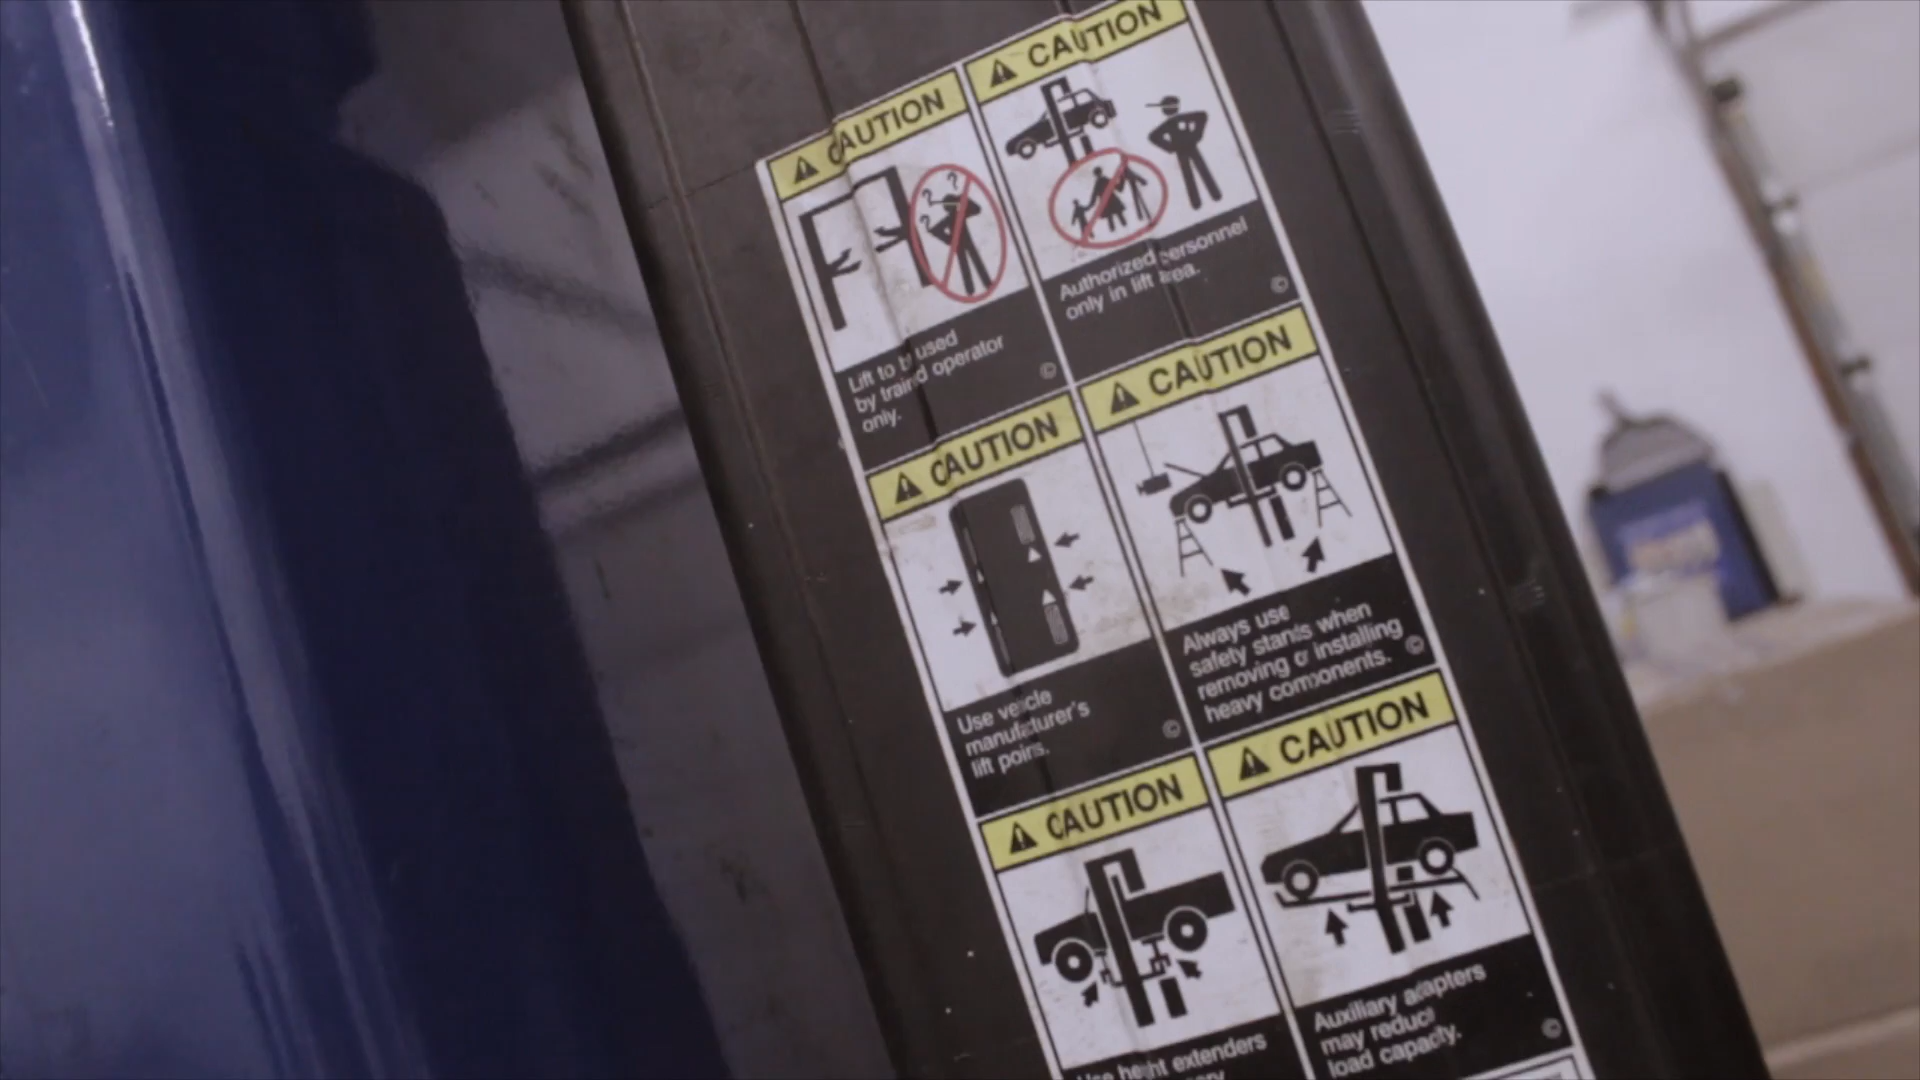 CAUTION
Lift to be used
by trained operator
only.
©
CAUTION
Authorized personnel
only in lift area.
©
CAUTION
Use vehicle
manufacturer's
lift points.
©
CAUTION
Always use
safety stands when
removing or installing
heavy components.
©
CAUTION
Use height extenders
CAUTION
Auxiliary adapters
may reduce
load capacity.
©